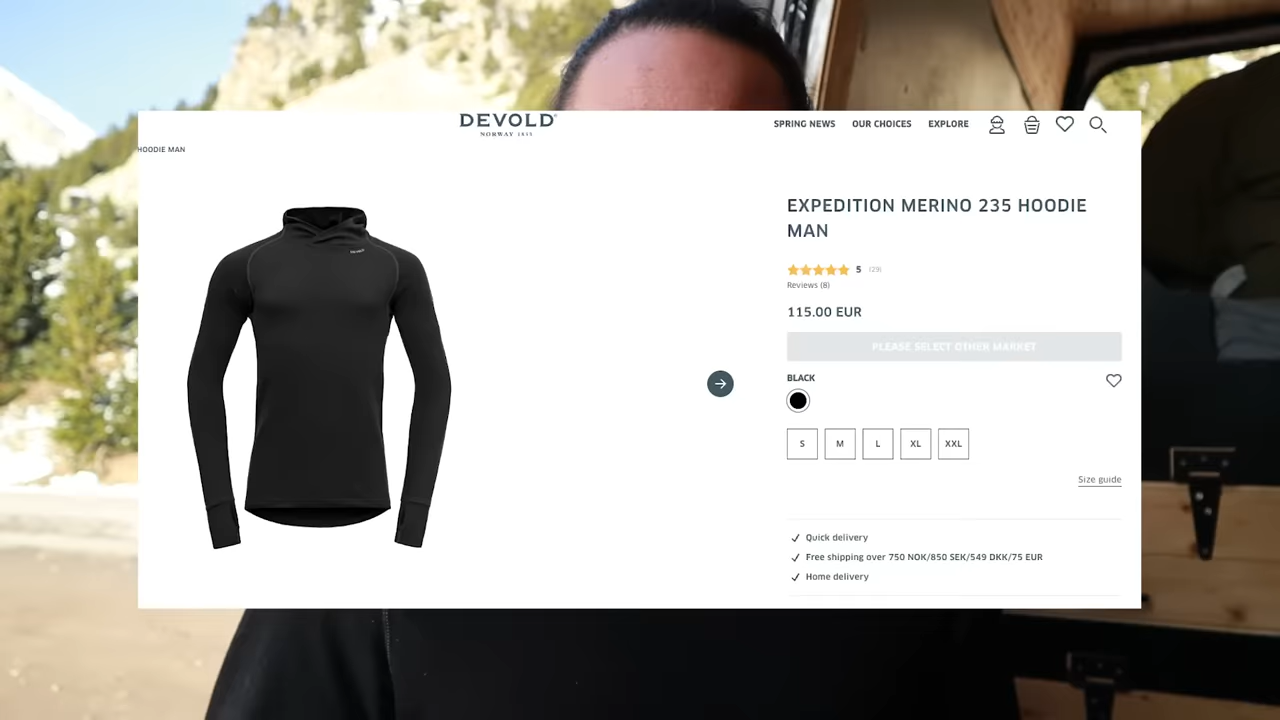 DEVOLD
NORWAY 1853
SPRING NEWS
OUR CHOICES
EXPLORE
HOODIE MAN
EXPEDITION MERINO 235 HOODIE
MAN
5 (29)
Reviews (8)
115.00 EUR
PLEASE SELECT OTHER MARKET
BLACK
S M L XL XXL
Size guide
Quick delivery
Free shipping over 750 NOK/850 SEK/549 DKK/75 EUR
Home delivery